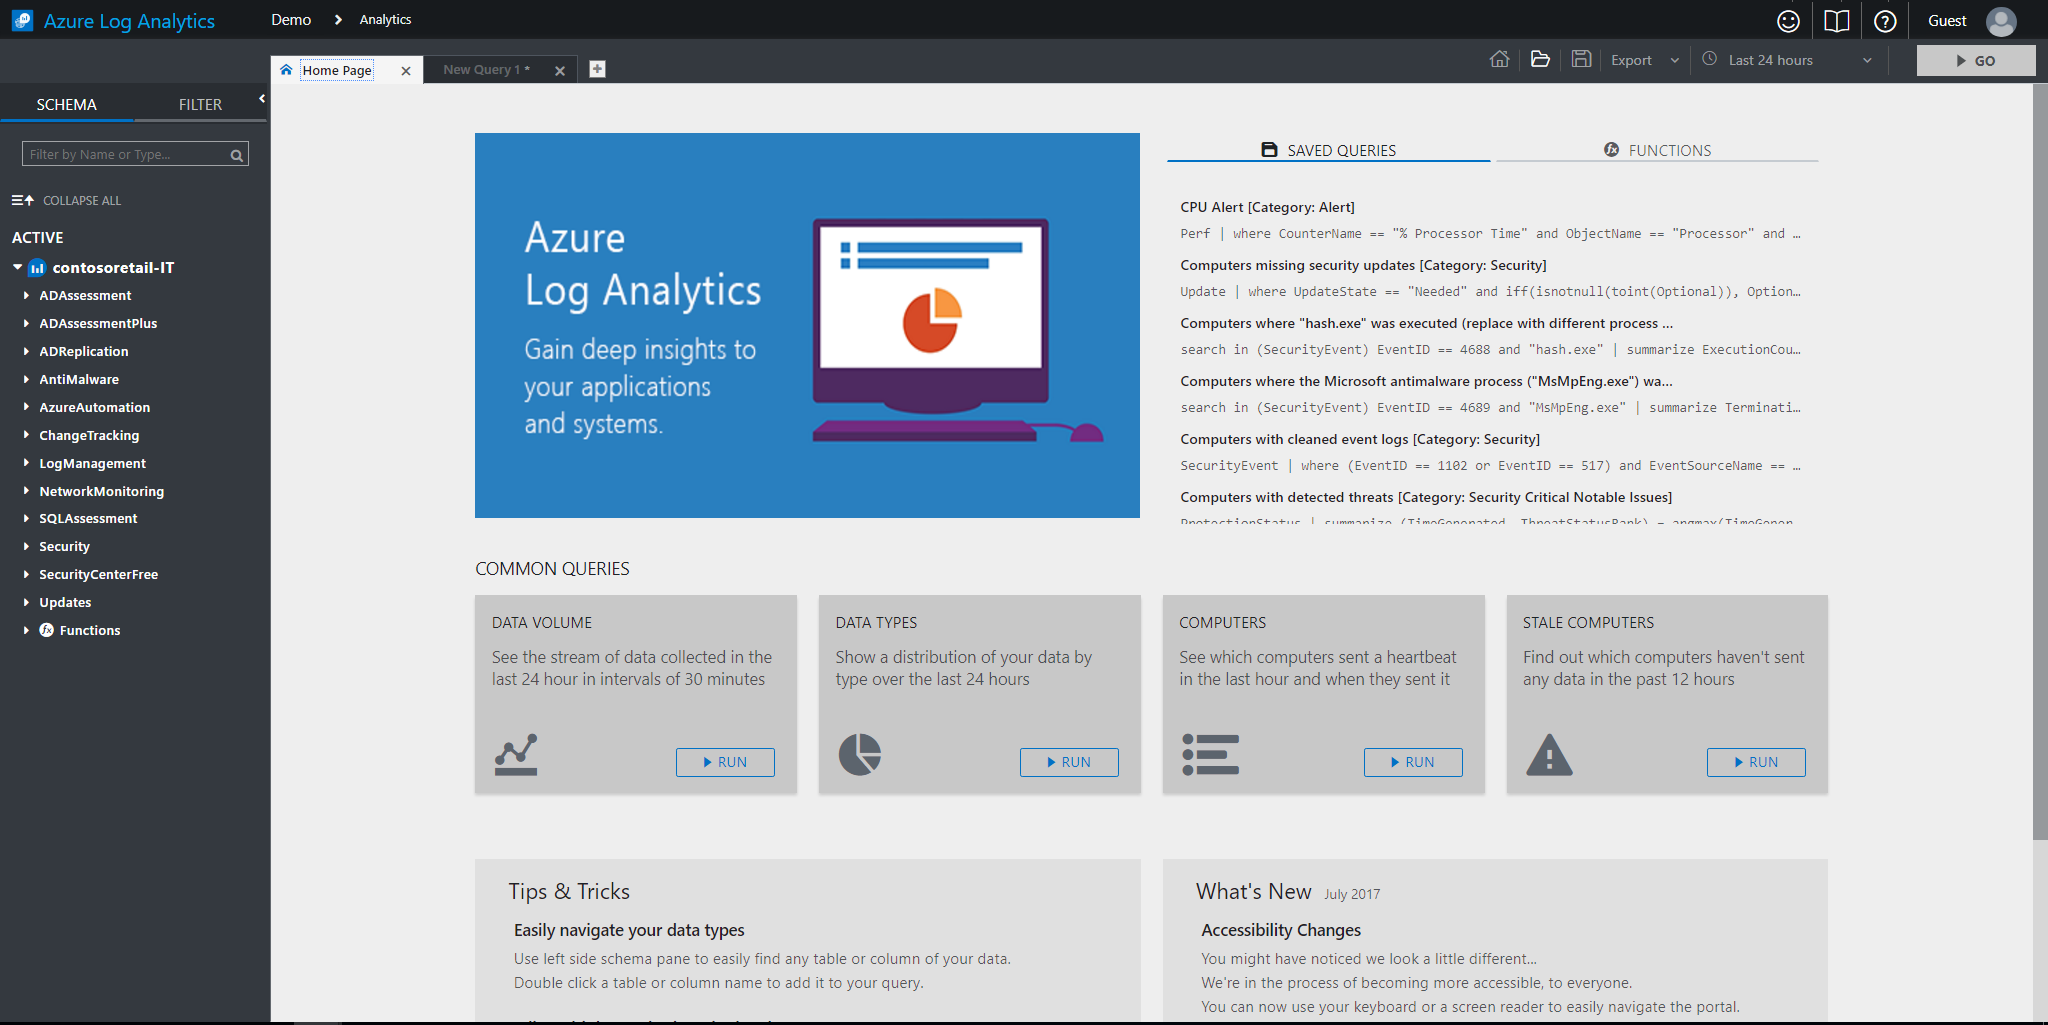 Azure Log Analytics
Demo > Analytics
Guest
Home Page
New Query 1 *
Export
Last 24 hours
GO
SCHEMA
FILTER
Filter by Name or Type...
COLLAPSE ALL
ACTIVE
contosoretail-IT
ADAssessment
ADAssessmentPlus
ADReplication
AntiMalware
AzureAutomation
ChangeTracking
LogManagement
NetworkMonitoring
SQLAssessment
Security
SecurityCenterFree
Updates
fx Functions
Azure
Log Analytics
Gain deep insights to
your applications
and systems.
SAVED QUERIES
fx FUNCTIONS
CPU Alert [Category: Alert]
Perf | where CounterName == "% Processor Time" and ObjectName == "Processor" and …
Computers missing security updates [Category: Security]
Update | where UpdateState == "Needed" and iff(isnotnull(toint(Optional)), Option…
Computers where "hash.exe" was executed (replace with different process ...
search in (SecurityEvent) EventID == 4688 and "hash.exe" | summarize ExecutionCou…
Computers where the Microsoft antimalware process ("MsMpEng.exe") wa...
search in (SecurityEvent) EventID == 4689 and "MsMpEng.exe" | summarize Terminati…
Computers with cleaned event logs [Category: Security]
SecurityEvent | where (EventID == 1102 or EventID == 517) and EventSourceName == …
Computers with detected threats [Category: Security Critical Notable Issues]
ProtectionStatus | summarize (TimeGenerated, ThreatStatusRank) = argmax(TimeGener…
COMMON QUERIES
DATA VOLUME
See the stream of data collected in the
last 24 hour in intervals of 30 minutes
RUN
DATA TYPES
Show a distribution of your data by
type over the last 24 hours
RUN
COMPUTERS
See which computers sent a heartbeat
in the last hour and when they sent it
RUN
STALE COMPUTERS
Find out which computers haven't sent
any data in the past 12 hours
RUN
Tips & Tricks
Easily navigate your data types
Use left side schema pane to easily find any table or column of your data.
Double click a table or column name to add it to your query.
What's New July 2017
Accessibility Changes
You might have noticed we look a little different...
We're in the process of becoming more accessible, to everyone.
You can now use your keyboard or a screen reader to easily navigate the portal.